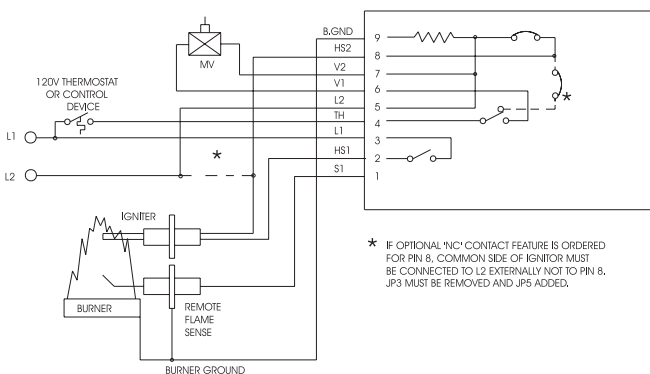 B.GND 9
HS2 8
MV V2 7
V1 6
120V THERMOSTAT
OR CONTROL
DEVICE
L2 5
TH 4
*
L1 L1 3
HS1 2
*
L2 S1 1
IGNITER
* IF OPTIONAL 'NC' CONTACT FEATURE IS ORDERED
FOR PIN 8, COMMON SIDE OF IGNITOR MUST
BE CONNECTED TO L2 EXTERNALLY NOT TO PIN 8.
JP3 MUST BE REMOVED AND JP5 ADDED.
BURNER
REMOTE
FLAME
SENSE
BURNER GROUND